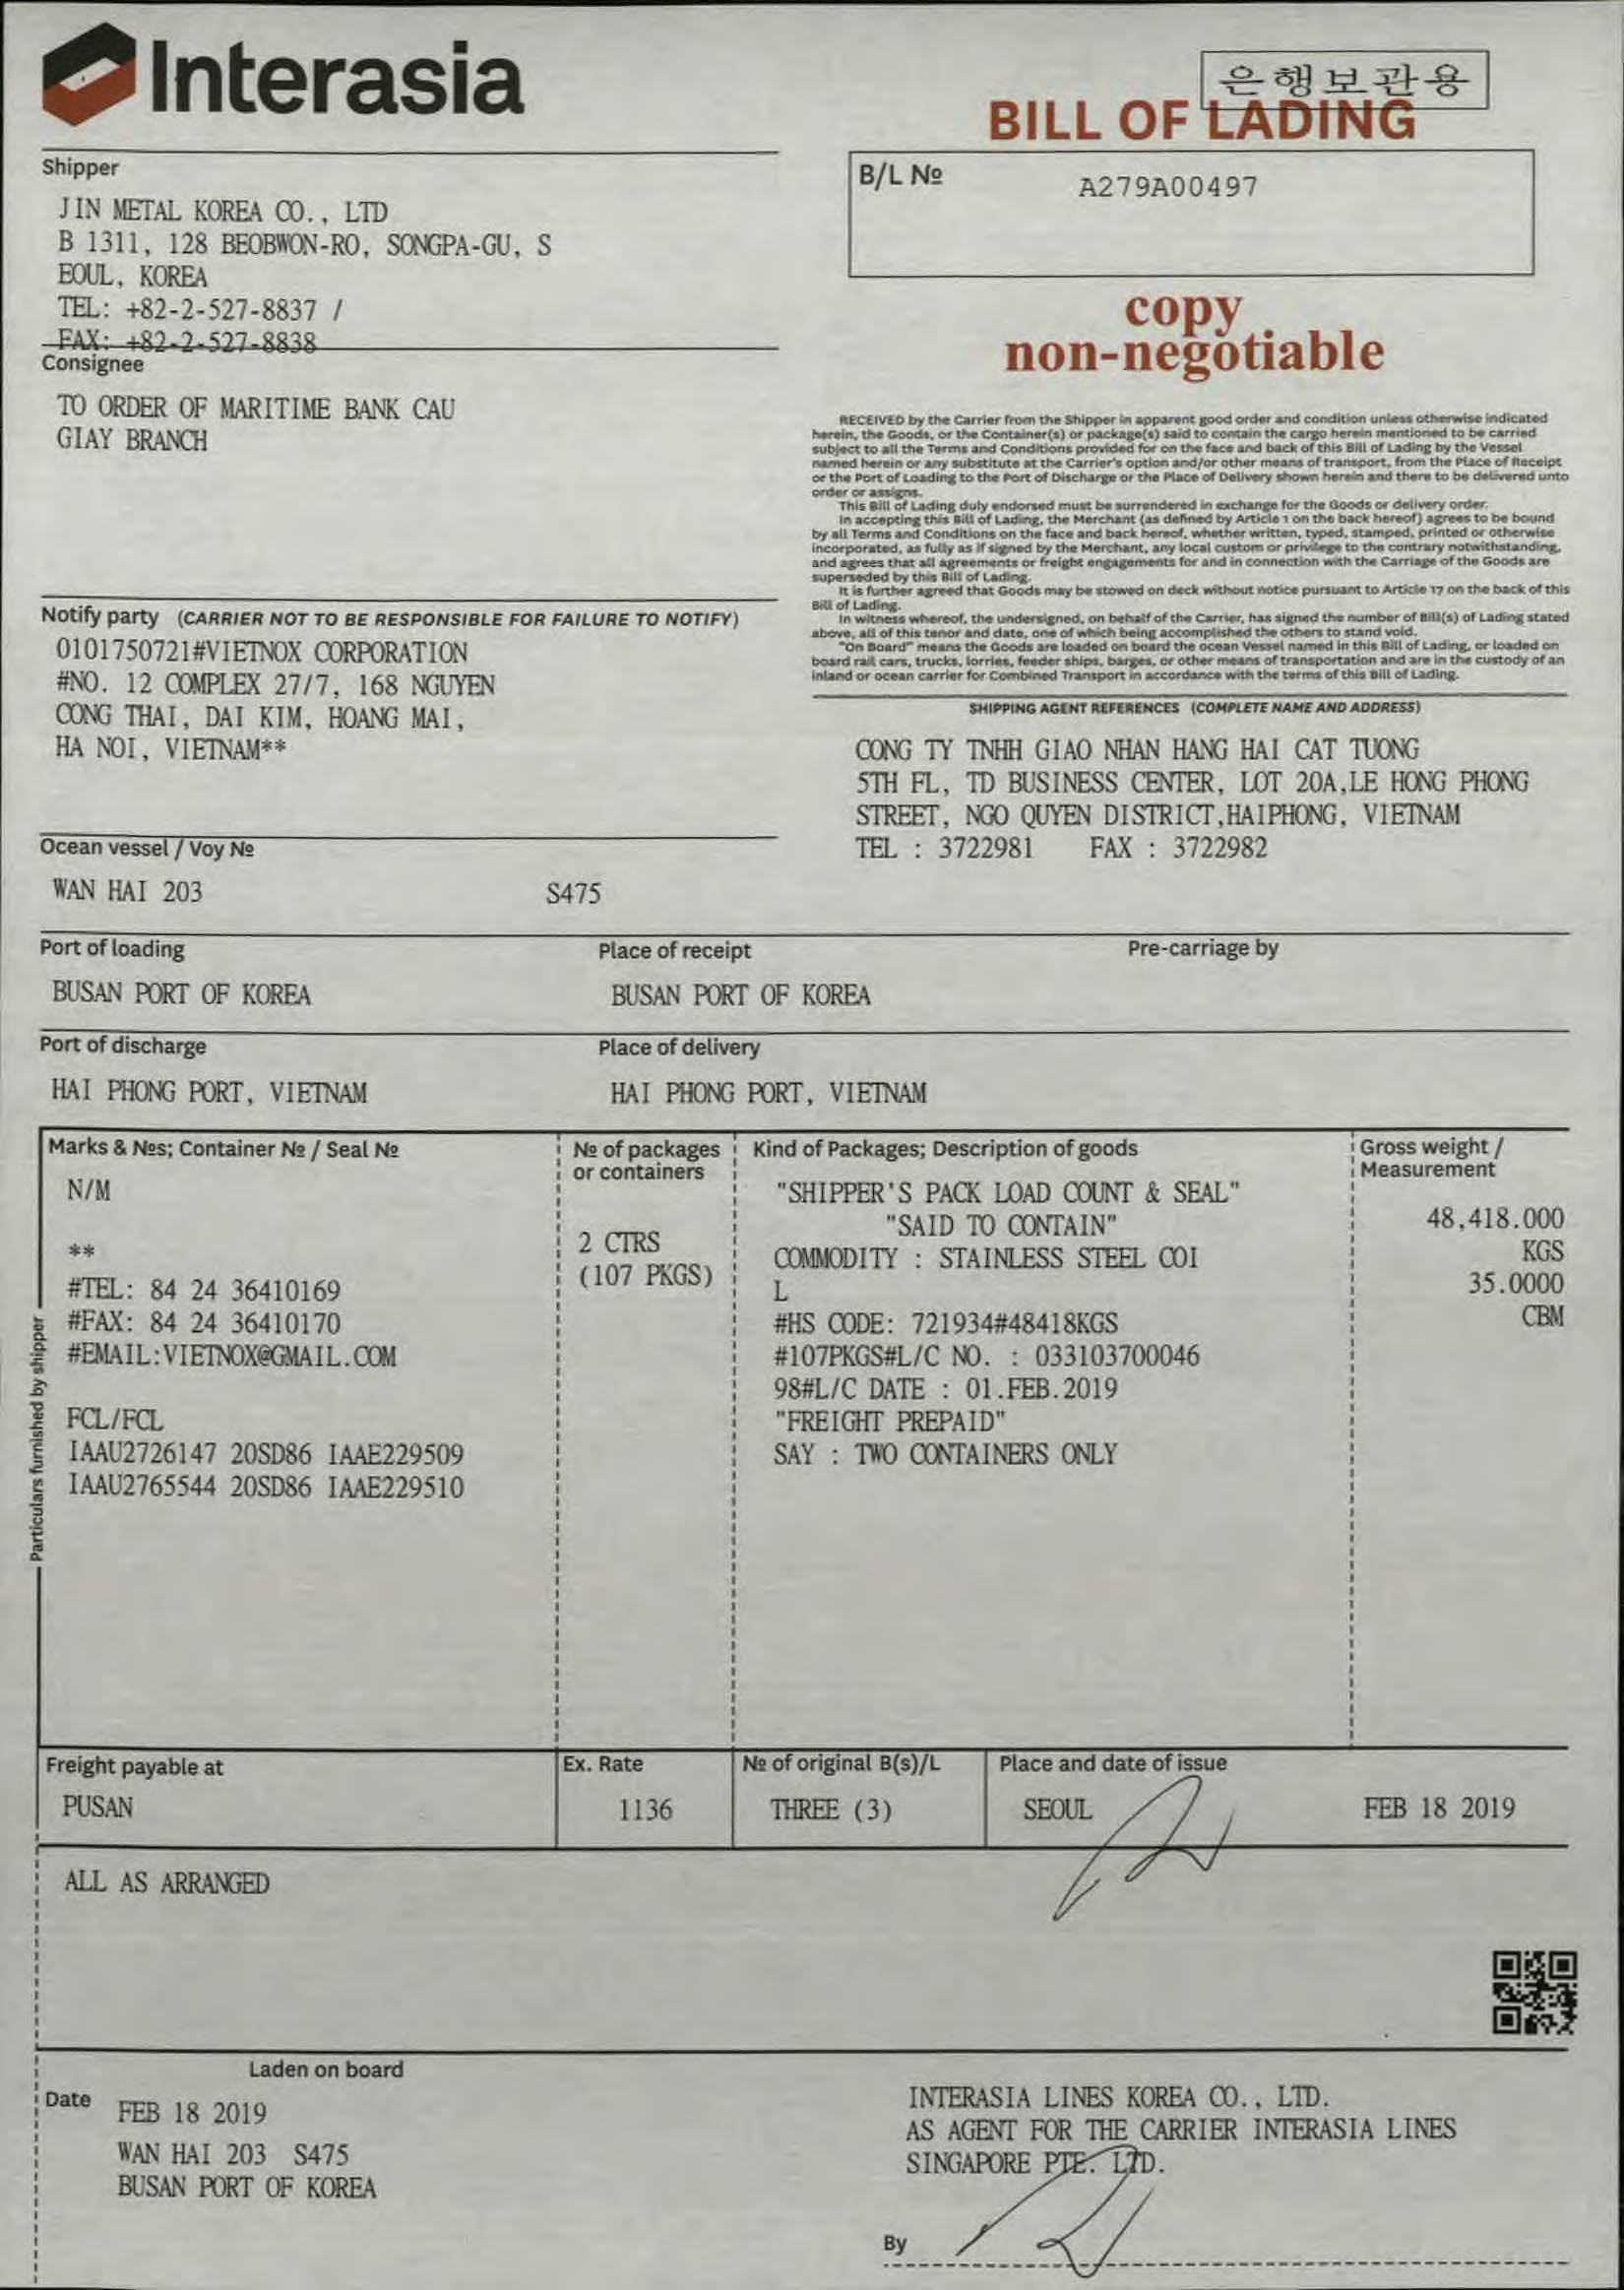 Interasia
은행보관용
BILL OF LADING
Shipper
JIN METAL KOREA CO., LTD
B 1311, 128 BEOBWON-RO, SONGPA-GU, S
EOUL, KOREA
TEL: +82-2-527-8837 /
FAX: +82-2-527-8838
B/L №
A279A00497
copy
non-negotiable
Consignee
TO ORDER OF MARITIME BANK CAU
GIAY BRANCH
RECEIVED by the Carrier from the Shipper in apparent good order and condition unless otherwise indicated
herein, the Goods, or the Container(s) or package(s) said to contain the cargo herein mentioned to be carried
subject to all the Terms and Conditions provided for on the face and back of this Bill of Lading by the Vessel
named herein or any substitute at the Carrier's option and/or other means of transport, from the Place of Receipt
or the Port of Loading to the Port of Discharge or the Place of Delivery shown herein and there to be delivered unto
order or assigns.
This Bill of Lading duly endorsed must be surrendered in exchange for the Goods or delivery order.
In accepting this Bill of Lading, the Merchant (as defined by Article 1 on the back hereof) agrees to be bound
by all Terms and Conditions on the face and back hereof, whether written, typed, stamped, printed or otherwise
incorporated, as fully as if signed by the Merchant, any local custom or privilege to the contrary notwithstanding,
and agrees that all agreements or freight engagements for and in connection with the Carriage of the Goods are
superseded by this Bill of Lading.
It is further agreed that Goods may be stowed on deck without notice pursuant to Article 17 on the back of this
Bill of Lading.
In witness whereof, the undersigned, on behalf of the Carrier, has signed the number of Bill(s) of Lading stated
above, all of this tenor and date, one of which being accomplished the others to stand void.
"On Board" means the Goods are loaded on board the ocean Vessel named in this Bill of Lading, or loaded on
board rail cars, trucks, lorries, feeder ships, barges, or other means of transportation and are in the custody of an
inland or ocean carrier for Combined Transport in accordance with the terms of this Bill of Lading.
Notify party (CARRIER NOT TO BE RESPONSIBLE FOR FAILURE TO NOTIFY)
0101750721#VIETNOX CORPORATION
#NO. 12 COMPLEX 27/7, 168 NGUYEN
CONG THAI, DAI KIM, HOANG MAI,
HA NOI, VIETNAM**
SHIPPING AGENT REFERENCES (COMPLETE NAME AND ADDRESS)
CONG TY TNHH GIAO NHAN HANG HAI CAT TUONG
5TH FL, TD BUSINESS CENTER, LOT 20A,LE HONG PHONG
STREET, NGO QUYEN DISTRICT,HAIPHONG, VIETNAM
TEL : 3722981 FAX : 3722982
Ocean vessel / Voy №
WAN HAI 203 S475
Port of loading Place of receipt Pre-carriage by
BUSAN PORT OF KOREA BUSAN PORT OF KOREA
Port of discharge Place of delivery
HAI PHONG PORT, VIETNAM HAI PHONG PORT, VIETNAM
Particulars furnished by shipper
Marks & Nes; Container № / Seal №
N/M
**
#TEL: 84 24 36410169
#FAX: 84 24 36410170
#EMAIL:VIETNOX@GMAIL.COM
FCL/FCL
IAAU2726147 20SD86 IAAE229509
IAAU2765544 20SD86 IAAE229510
№ of packages
or containers
2 CTRS
(107 PKGS)
Kind of Packages; Description of goods
"SHIPPER'S PACK LOAD COUNT & SEAL"
"SAID TO CONTAIN"
COMMODITY : STAINLESS STEEL COI
L
#HS CODE: 721934#48418KGS
#107PKGS#L/C NO. : 033103700046
98#L/C DATE : 01.FEB.2019
"FREIGHT PREPAID"
SAY : TWO CONTAINERS ONLY
Gross weight /
Measurement
48,418.000
KGS
35.0000
CBM
Freight payable at
PUSAN
Ex. Rate
1136
№ of original B(s)/L
THREE (3)
Place and date of issue
SEOUL FEB 18 2019
ALL AS ARRANGED
Laden on board
Date FEB 18 2019
WAN HAI 203 S475
BUSAN PORT OF KOREA
INTERASIA LINES KOREA CO., LTD.
AS AGENT FOR THE CARRIER INTERASIA LINES
SINGAPORE PTE. LTD.
By